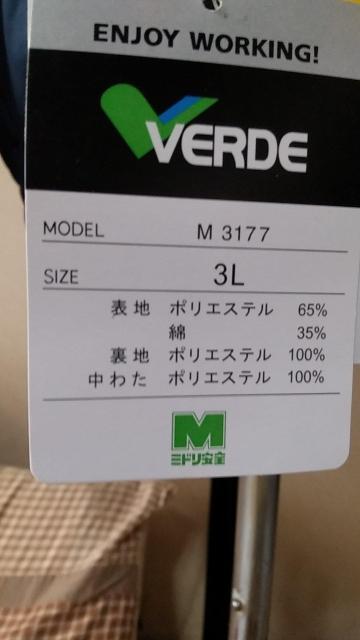 ENJOY WORKING!
VERDE
MODEL M 3177
SIZE 3L
表地 ポリエステル 65%
綿 35%
裏地 ポリエステル 100%
中わた ポリエステル 100%
M
ミドリ安全